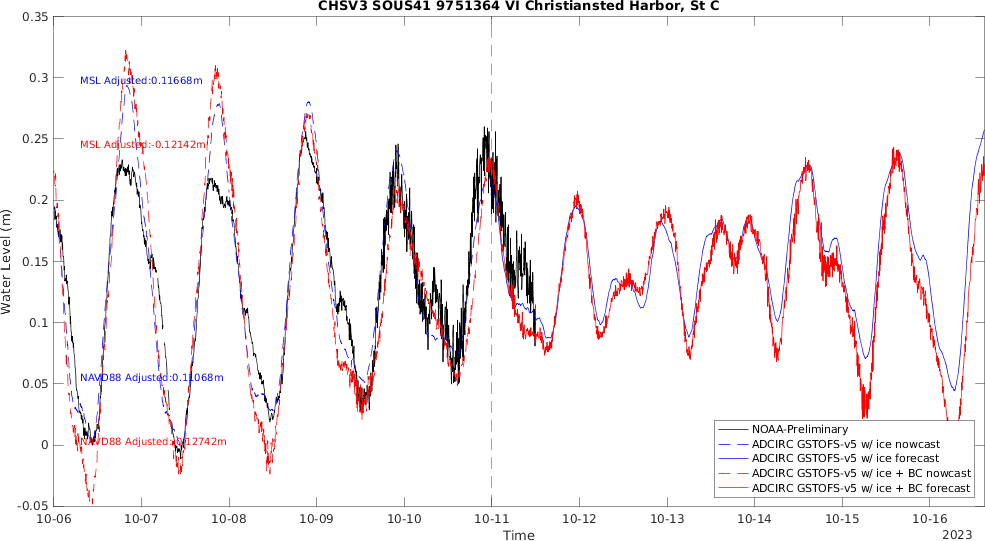 CHSV3 SOUS41 9751364 VI Christiansted Harbor, St C
0.35
0.3
0.25
0.2
0.15
0.1
0.05
0
-0.05
Water Level (m)
MSL Adjusted:0.11668m
MSL Adjusted:-0.12142m
NAVD88 Adjusted:0.11068m
NAVD88 Adjusted:-0.12742m
NOAA-Preliminary
ADCIRC GSTOFS-v5 w/ ice nowcast
ADCIRC GSTOFS-v5 w/ ice forecast
ADCIRC GSTOFS-v5 w/ ice + BC nowcast
ADCIRC GSTOFS-v5 w/ ice + BC forecast
10-06 10-07 10-08 10-09 10-10 10-11 10-12 10-13 10-14 10-15 10-16
Time
2023